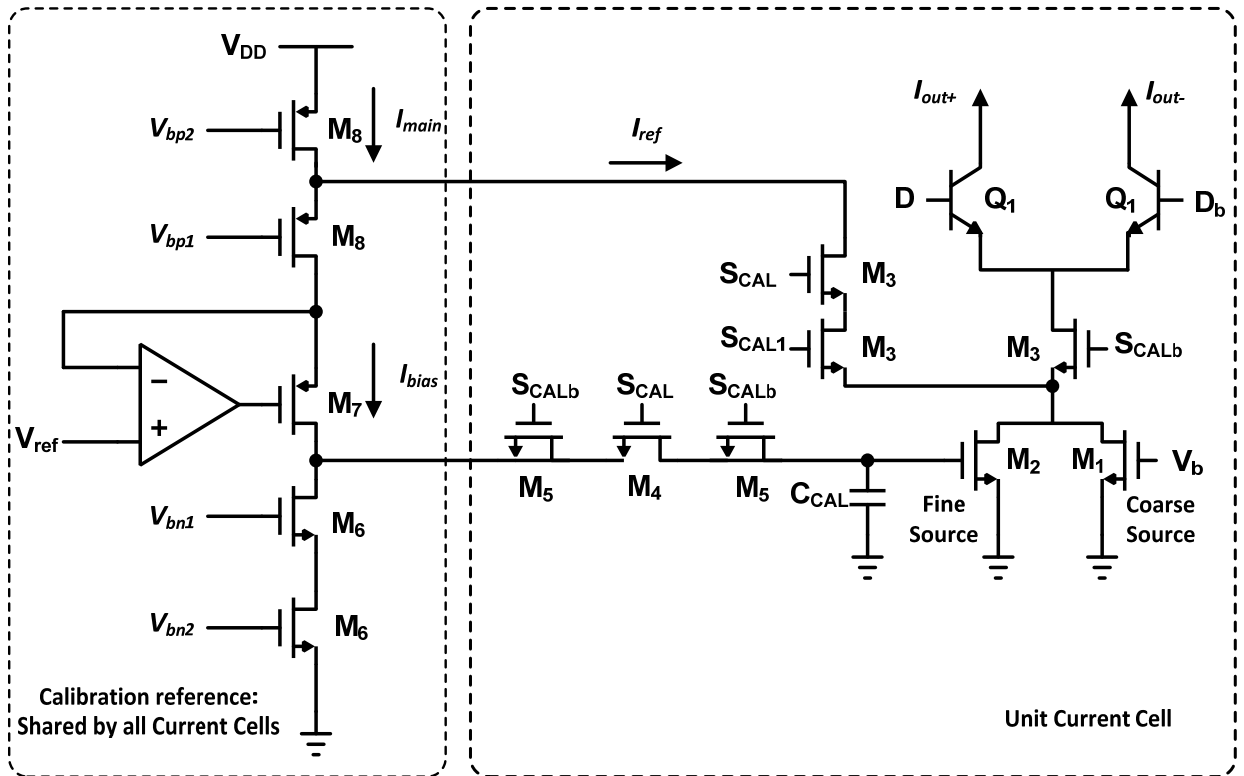 VDD
Vbp2
M8
Imain
Vbp1
M8
Vref
−
+
M7
Ibias
Vbn1
M6
Vbn2
M6
Calibration reference:
Shared by all Current Cells
Iref
Iout+
Iout-
D
Q1
Q1
Db
SCAL
M3
SCAL1
M3
M3
SCALb
SCALb
SCAL
SCALb
M5
M4
M5
CCAL
M2
M1
Vb
Fine
Source
Coarse
Source
Unit Current Cell